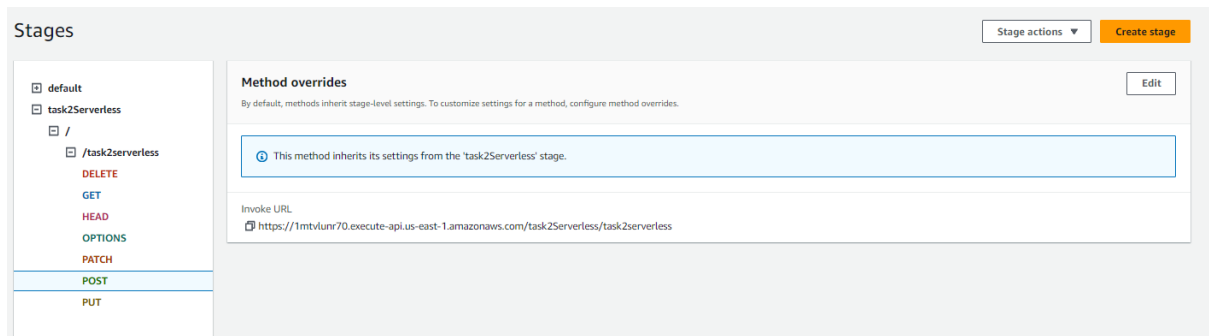 Stages
Stage actions
Create stage
default
task2Serverless
/
/task2serverless
DELETE
GET
HEAD
OPTIONS
PATCH
POST
PUT
Method overrides
Edit
By default, methods inherit stage-level settings. To customize settings for a method, configure method overrides.
This method inherits its settings from the 'task2Serverless' stage.
Invoke URL
https://1mtvlunr70.execute-api.us-east-1.amazonaws.com/task2Serverless/task2serverless